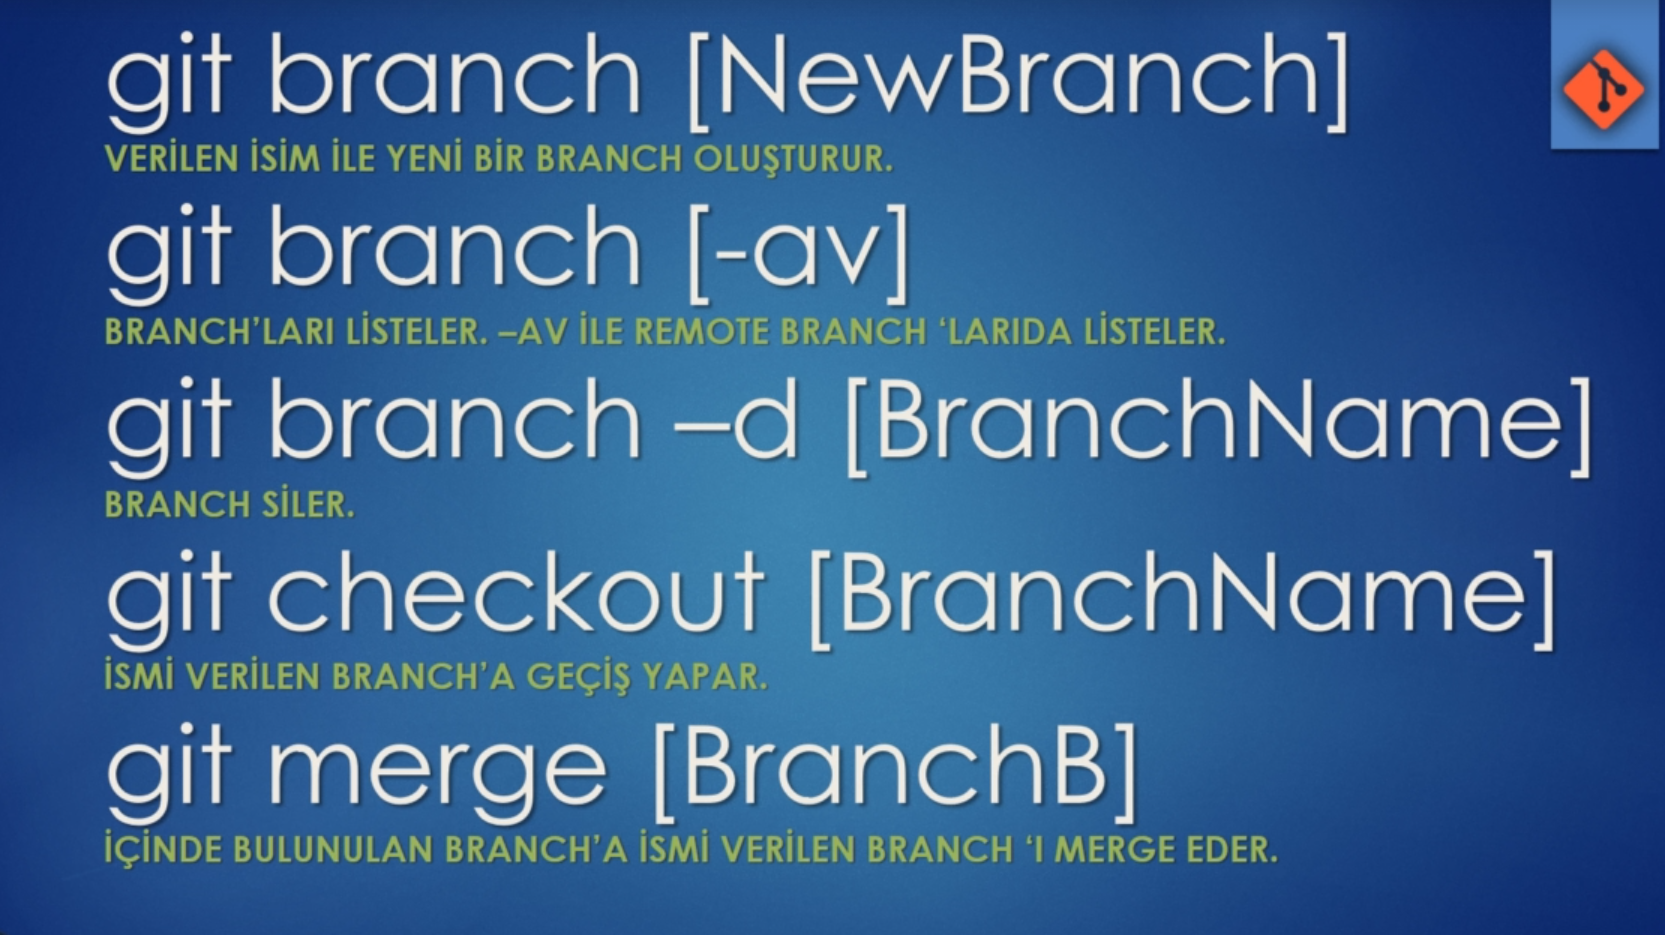 git branch [NewBranch]
VERİLEN İSİM İLE YENİ BİR BRANCH OLUŞTURUR.
git branch [-av]
BRANCH’LARI LİSTELER. –AV İLE REMOTE BRANCH ‘LARIDA LİSTELER.
git branch –d [BranchName]
BRANCH SİLER.
git checkout [BranchName]
İSMİ VERİLEN BRANCH’A GEÇİŞ YAPAR.
git merge [BranchB]
İÇİNDE BULUNULAN BRANCH’A İSMİ VERİLEN BRANCH ‘I MERGE EDER.